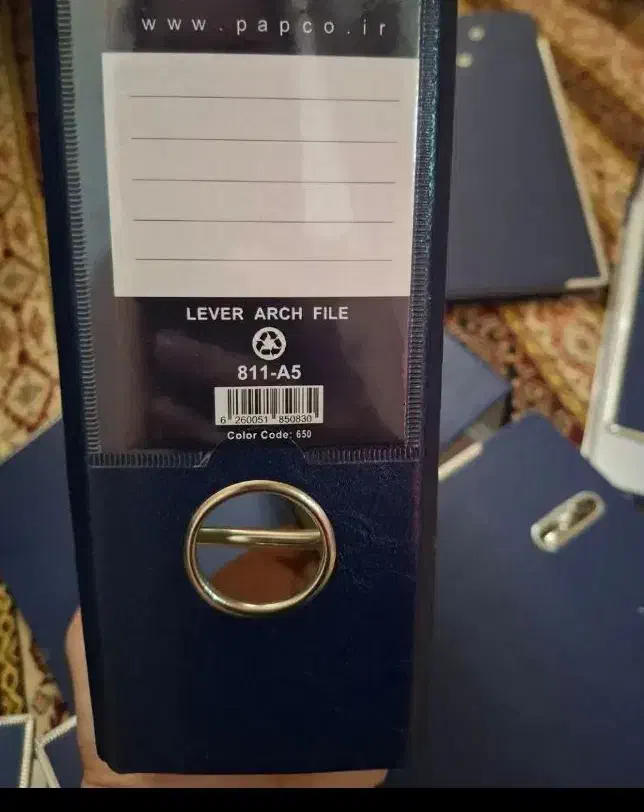 www.papco.ir
LEVER ARCH FILE
811-A5
6 260051 850830
Color Code: 650